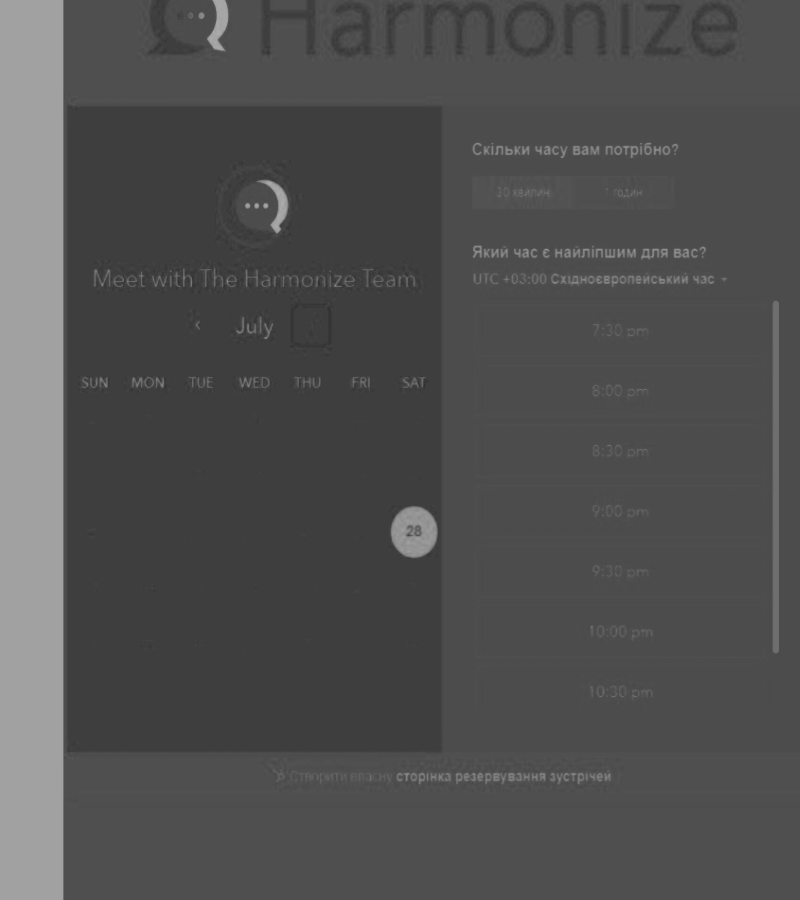 Harmonize
Скільки часу вам потрібно?
30 хвилин 1 годин
Meet with The Harmonize Team
Який час є найліпшим для вас?
UTC +03:00 Східноєвропейський час
‹ July
SUN MON TUE WED THU FRI SAT
28
7:30 pm
8:00 pm
8:30 pm
9:00 pm
9:30 pm
10:00 pm
10:30 pm
Створити власну сторінка резервування зустрічей